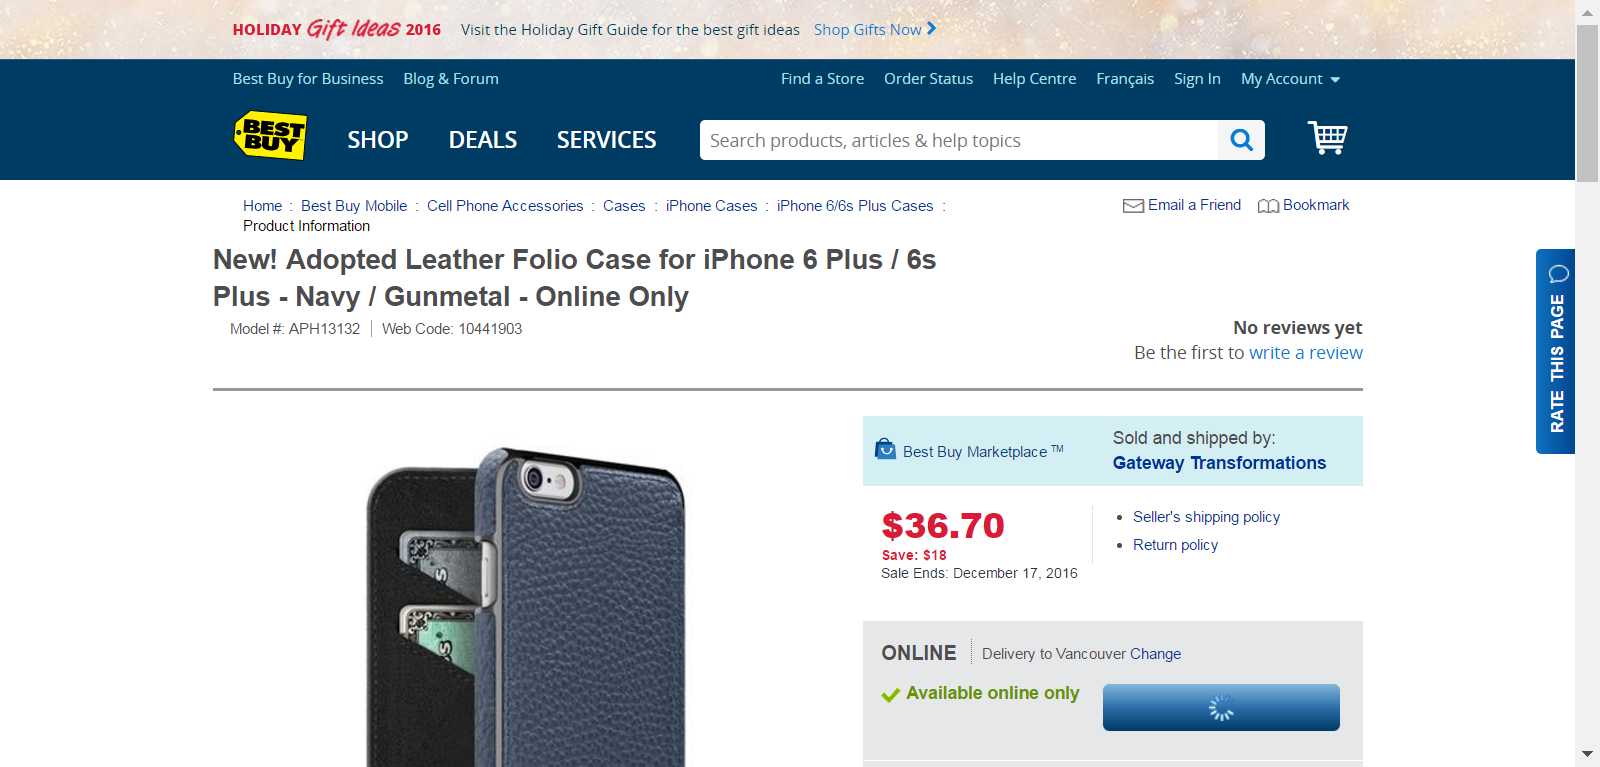 HOLIDAY Gift Ideas 2016 Visit the Holiday Gift Guide for the best gift ideas Shop Gifts Now
Best Buy for Business Blog & Forum Find a Store Order Status Help Centre Français Sign In My Account
BEST BUY SHOP DEALS SERVICES Search products, articles & help topics
Home : Best Buy Mobile : Cell Phone Accessories : Cases : iPhone Cases : iPhone 6/6s Plus Cases :
Product Information
Email a Friend Bookmark
New! Adopted Leather Folio Case for iPhone 6 Plus / 6s
Plus - Navy / Gunmetal - Online Only
Model #: APH13132 Web Code: 10441903
No reviews yet
Be the first to write a review
RATE THIS PAGE
Best Buy Marketplace ™
Sold and shipped by:
Gateway Transformations
$36.70
Save: $18
Sale Ends: December 17, 2016
Seller's shipping policy
Return policy
ONLINE Delivery to Vancouver Change
Available online only